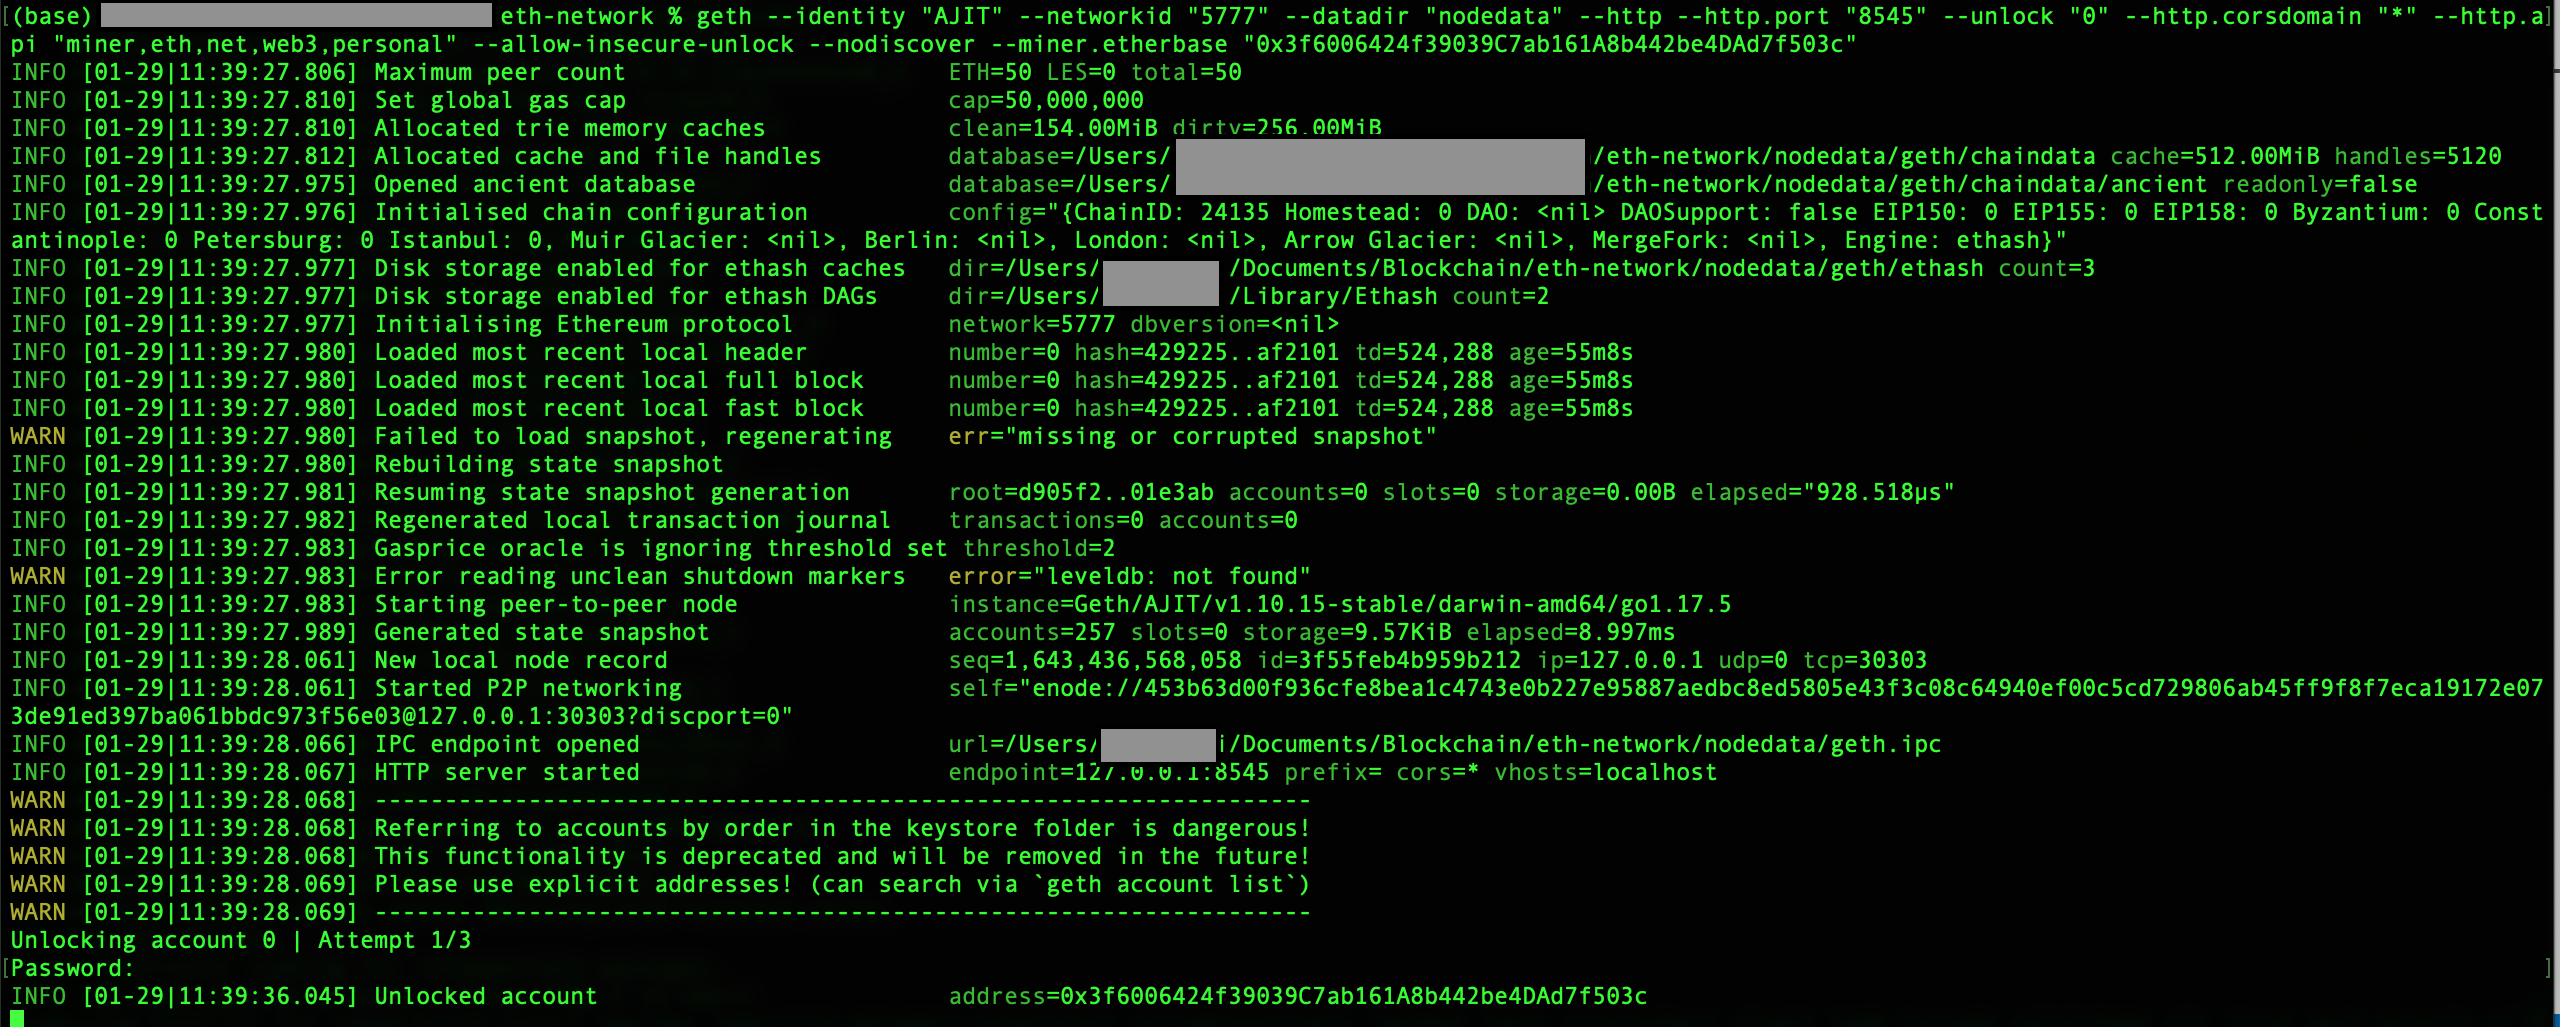 (base) eth-network % geth --identity "AJIT" --networkid "5777" --datadir "nodedata" --http --http.port "8545" --unlock "0" --http.corsdomain "*" --http.a
pi "miner,eth,net,web3,personal" --allow-insecure-unlock --nodiscover --miner.etherbase "0x3f6006424f39039C7ab161A8b442be4DAd7f503c"
INFO [01-29|11:39:27.806] Maximum peer count ETH=50 LES=0 total=50
INFO [01-29|11:39:27.810] Set global gas cap cap=50,000,000
INFO [01-29|11:39:27.810] Allocated trie memory caches clean=154.00MiB dirty=256.00MiB
INFO [01-29|11:39:27.812] Allocated cache and file handles database=/Users/ /eth-network/nodedata/geth/chaindata cache=512.00MiB handles=5120
INFO [01-29|11:39:27.975] Opened ancient database database=/Users/ /eth-network/nodedata/geth/chaindata/ancient readonly=false
INFO [01-29|11:39:27.976] Initialised chain configuration config="{ChainID: 24135 Homestead: 0 DAO: <nil> DAOSupport: false EIP150: 0 EIP155: 0 EIP158: 0 Byzantium: 0 Const
antinople: 0 Petersburg: 0 Istanbul: 0, Muir Glacier: <nil>, Berlin: <nil>, London: <nil>, Arrow Glacier: <nil>, MergeFork: <nil>, Engine: ethash}"
INFO [01-29|11:39:27.977] Disk storage enabled for ethash caches dir=/Users/ /Documents/Blockchain/eth-network/nodedata/geth/ethash count=3
INFO [01-29|11:39:27.977] Disk storage enabled for ethash DAGs dir=/Users/ /Library/Ethash count=2
INFO [01-29|11:39:27.977] Initialising Ethereum protocol network=5777 dbversion=<nil>
INFO [01-29|11:39:27.980] Loaded most recent local header number=0 hash=429225..af2101 td=524,288 age=55m8s
INFO [01-29|11:39:27.980] Loaded most recent local full block number=0 hash=429225..af2101 td=524,288 age=55m8s
INFO [01-29|11:39:27.980] Loaded most recent local fast block number=0 hash=429225..af2101 td=524,288 age=55m8s
WARN [01-29|11:39:27.980] Failed to load snapshot, regenerating err="missing or corrupted snapshot"
INFO [01-29|11:39:27.980] Rebuilding state snapshot
INFO [01-29|11:39:27.981] Resuming state snapshot generation root=d905f2..01e3ab accounts=0 slots=0 storage=0.00B elapsed="928.518µs"
INFO [01-29|11:39:27.982] Regenerated local transaction journal transactions=0 accounts=0
INFO [01-29|11:39:27.983] Gasprice oracle is ignoring threshold set threshold=2
WARN [01-29|11:39:27.983] Error reading unclean shutdown markers error="leveldb: not found"
INFO [01-29|11:39:27.983] Starting peer-to-peer node instance=Geth/AJIT/v1.10.15-stable/darwin-amd64/go1.17.5
INFO [01-29|11:39:27.989] Generated state snapshot accounts=257 slots=0 storage=9.57KiB elapsed=8.997ms
INFO [01-29|11:39:28.061] New local node record seq=1,643,436,568,058 id=3f55feb4b959b212 ip=127.0.0.1 udp=0 tcp=30303
INFO [01-29|11:39:28.061] Started P2P networking self="enode://453b63d00f936cfe8bea1c4743e0b227e95887aedbc8ed5805e43f3c08c64940ef00c5cd729806ab45ff9f8f7eca19172e07
3de91ed397ba061bbdc973f56e03@127.0.0.1:30303?discport=0"
INFO [01-29|11:39:28.066] IPC endpoint opened url=/Users/ i/Documents/Blockchain/eth-network/nodedata/geth.ipc
INFO [01-29|11:39:28.067] HTTP server started endpoint=127.0.0.1:8545 prefix= cors=* vhosts=localhost
WARN [01-29|11:39:28.068] -------------------------------------------------------------------
WARN [01-29|11:39:28.068] Referring to accounts by order in the keystore folder is dangerous!
WARN [01-29|11:39:28.068] This functionality is deprecated and will be removed in the future!
WARN [01-29|11:39:28.069] Please use explicit addresses! (can search via `geth account list`)
WARN [01-29|11:39:28.069] -------------------------------------------------------------------
Unlocking account 0 | Attempt 1/3
Password:
INFO [01-29|11:39:36.045] Unlocked account address=0x3f6006424f39039C7ab161A8b442be4DAd7f503c